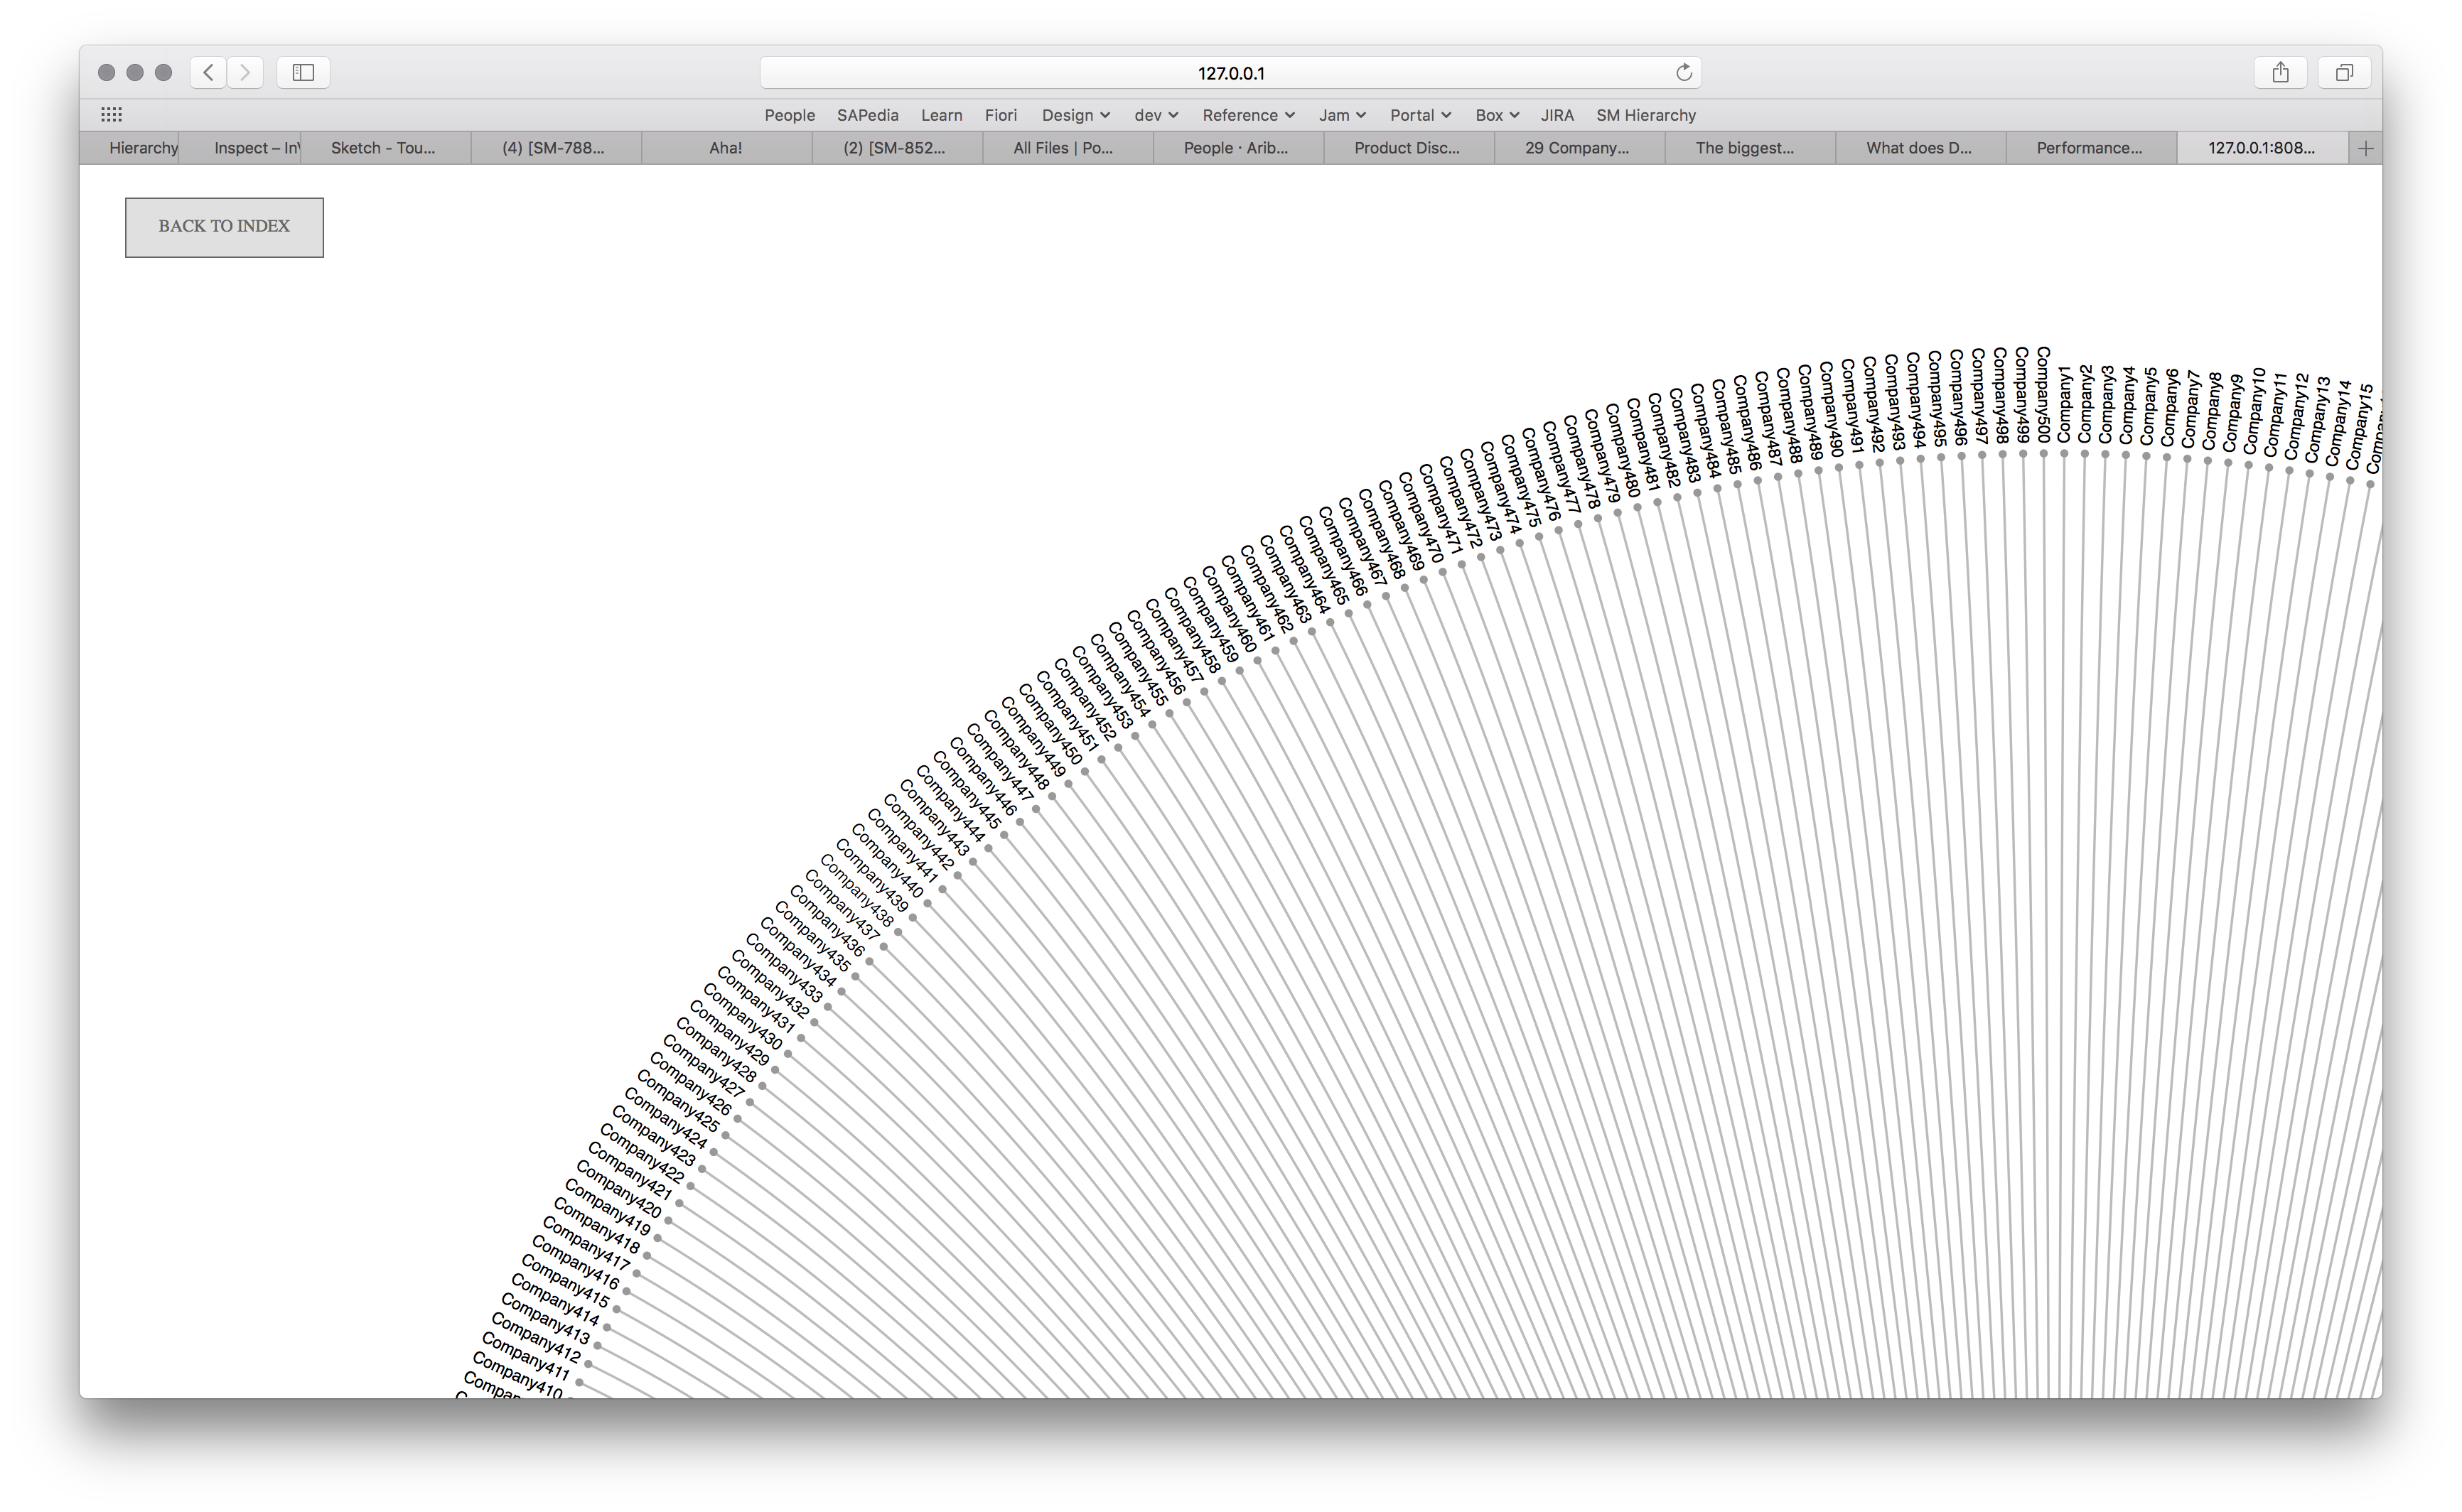 127.0.0.1
People SAPedia Learn Fiori Design dev Reference Jam Portal Box JIRA SM Hierarchy
Hierarchy Inspect – InV Sketch - Tou... (4) [SM-788... Aha! (2) [SM-852... All Files | Po... People · Arib... Product Disc... 29 Company... The biggest... What does D... Performance... 127.0.0.1:808...
BACK TO INDEX
Company410
Company411
Company412
Company413
Company414
Company415
Company416
Company417
Company418
Company419
Company420
Company421
Company422
Company423
Company424
Company425
Company426
Company427
Company428
Company429
Company430
Company431
Company432
Company433
Company434
Company435
Company436
Company437
Company438
Company439
Company440
Company441
Company442
Company443
Company444
Company445
Company446
Company447
Company448
Company449
Company450
Company451
Company452
Company453
Company454
Company455
Company456
Company457
Company458
Company459
Company460
Company461
Company462
Company463
Company464
Company465
Company466
Company467
Company468
Company469
Company470
Company471
Company472
Company473
Company474
Company475
Company476
Company477
Company478
Company479
Company480
Company481
Company482
Company483
Company484
Company485
Company486
Company487
Company488
Company489
Company490
Company491
Company492
Company493
Company494
Company495
Company496
Company497
Company498
Company499
Company500
Company1
Company2
Company3
Company4
Company5
Company6
Company7
Company8
Company9
Company10
Company11
Company12
Company13
Company14
Company15